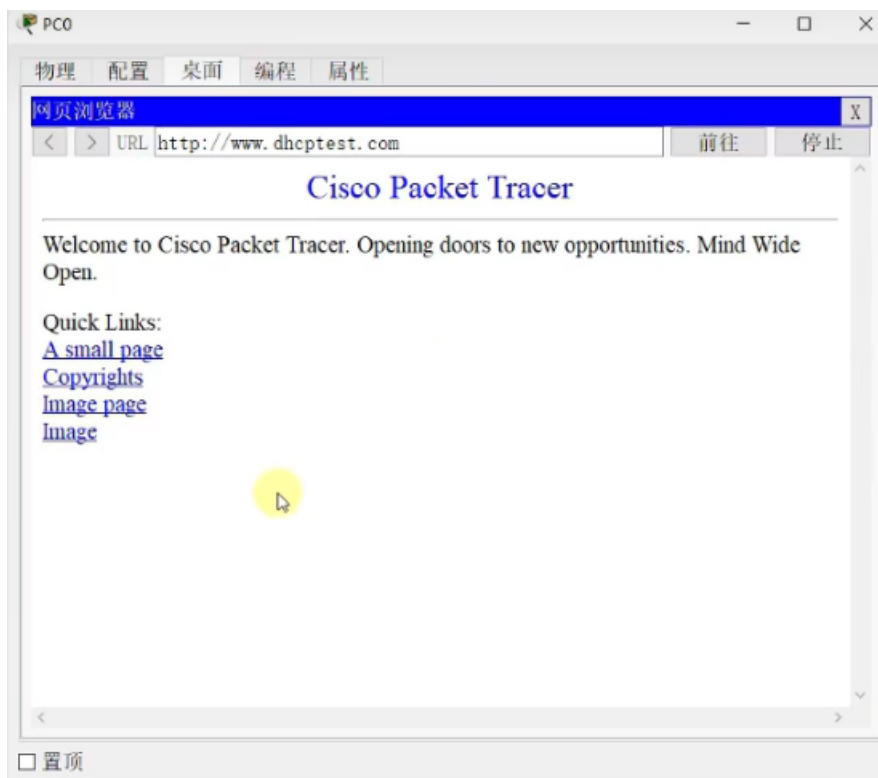 PC0
物理 配置 桌面 编程 属性
网页浏览器 X
< > URL http://www.dhcptest.com 前往 停止
Cisco Packet Tracer
Welcome to Cisco Packet Tracer. Opening doors to new opportunities. Mind Wide
Open.
Quick Links:
A small page
Copyrights
Image page
Image
置顶